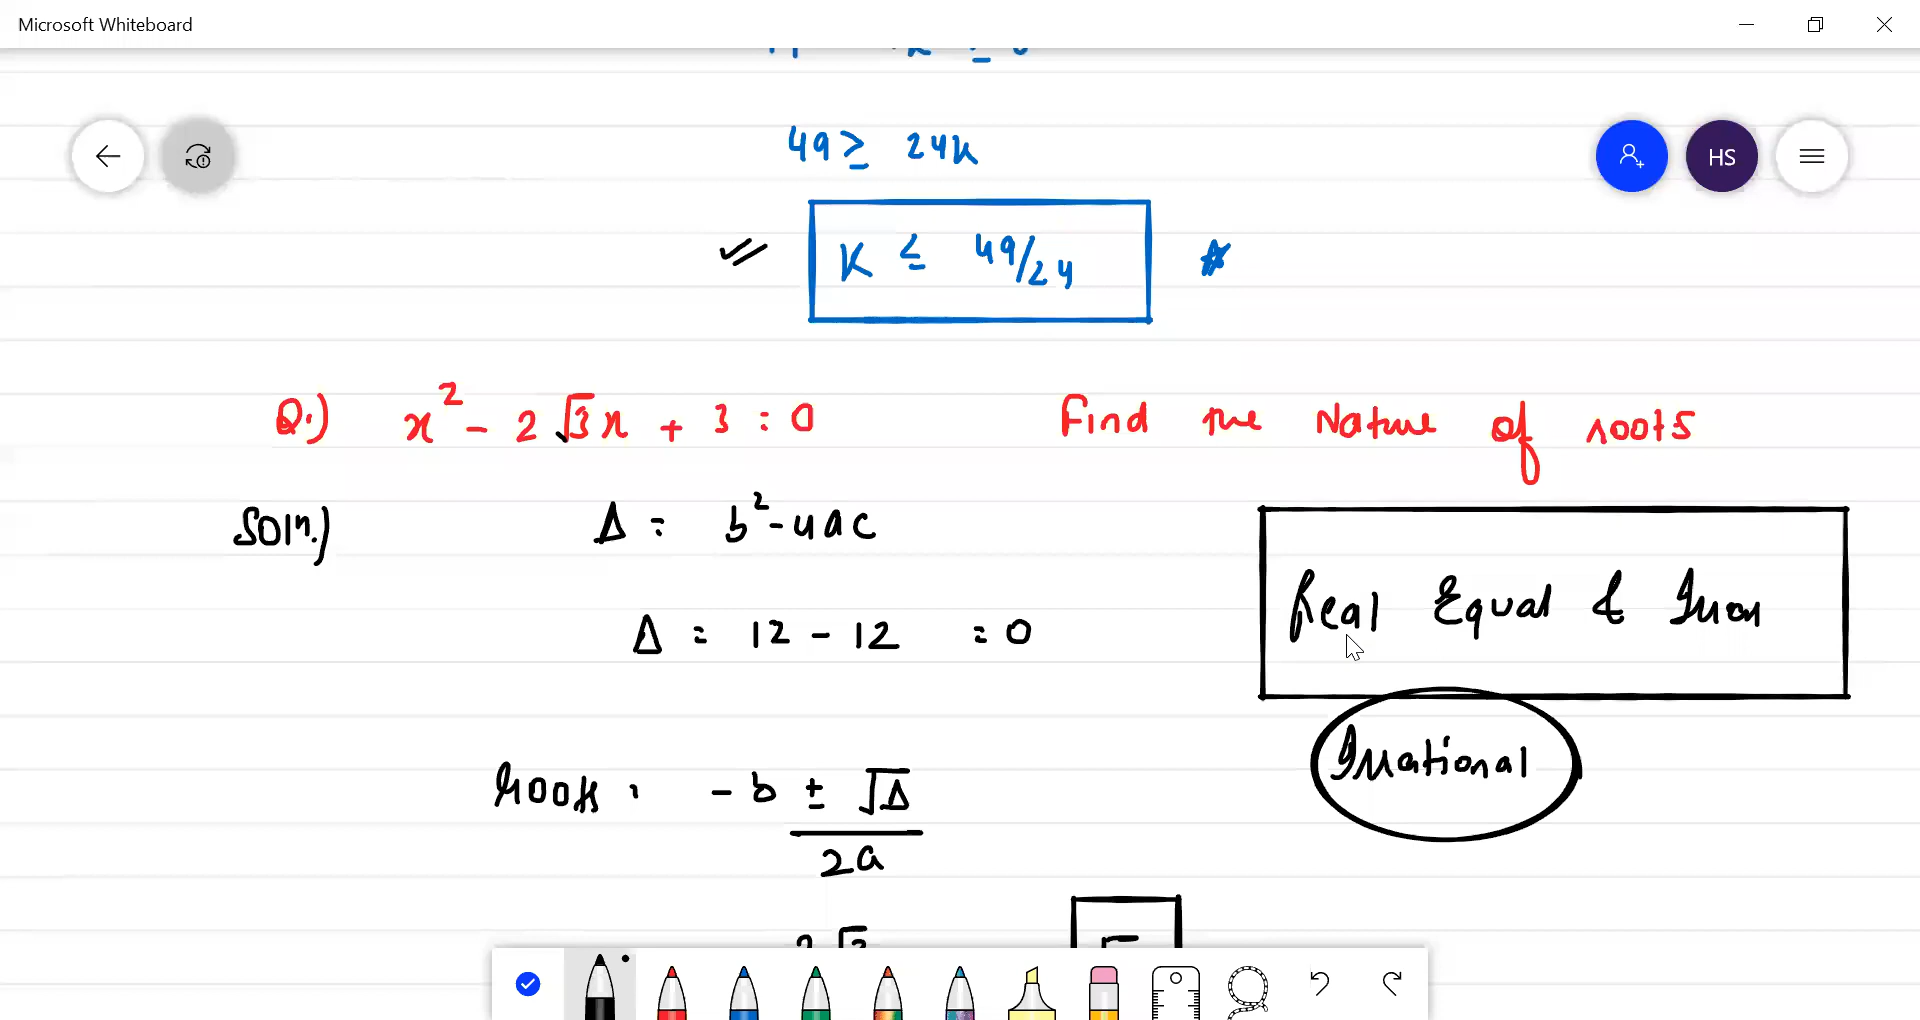 Microsoft Whiteboard
49 ≥ 24k
HS
K ≤ 49/24
Q.) x² - 2√3x + 3 = 0 Find the Nature of roots
Soln.) Δ = b² - 4ac
Real Equal &
Δ = 12 - 12 = 0
Irrational
Roots = -b ± √Δ
2a